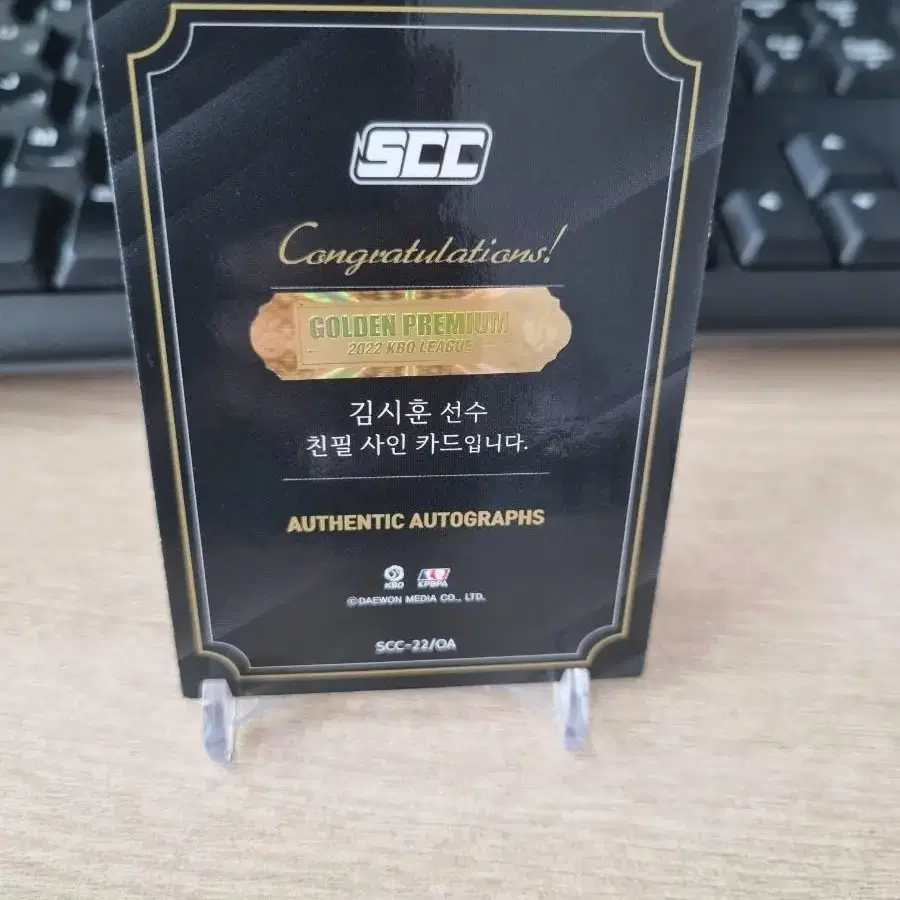 SCC
Congratulations!
GOLDEN PREMIUM
2022 KBO LEAGUE
김시훈 선수
친필 사인 카드입니다.
AUTHENTIC AUTOGRAPHS
KBO KPBPA
©DAEWON MEDIA CO., LTD.
SCC-22/OA